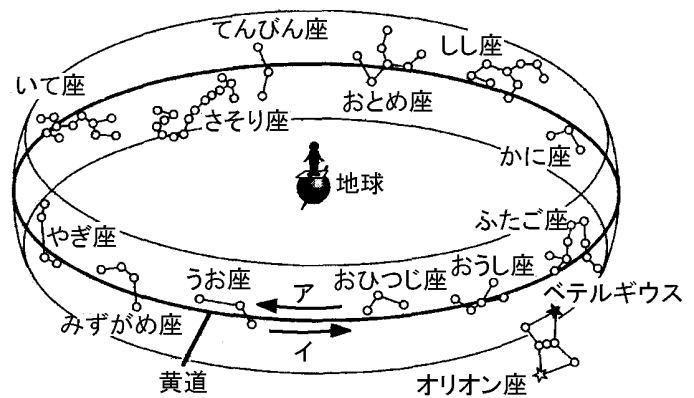 てんびん座
しし座
いて座
おとめ座
さそり座
かに座
地球
ふたご座
やぎ座
うお座
ア
おひつじ座
おうし座
ベテルギウス
みずがめ座
イ
黄道
オリオン座